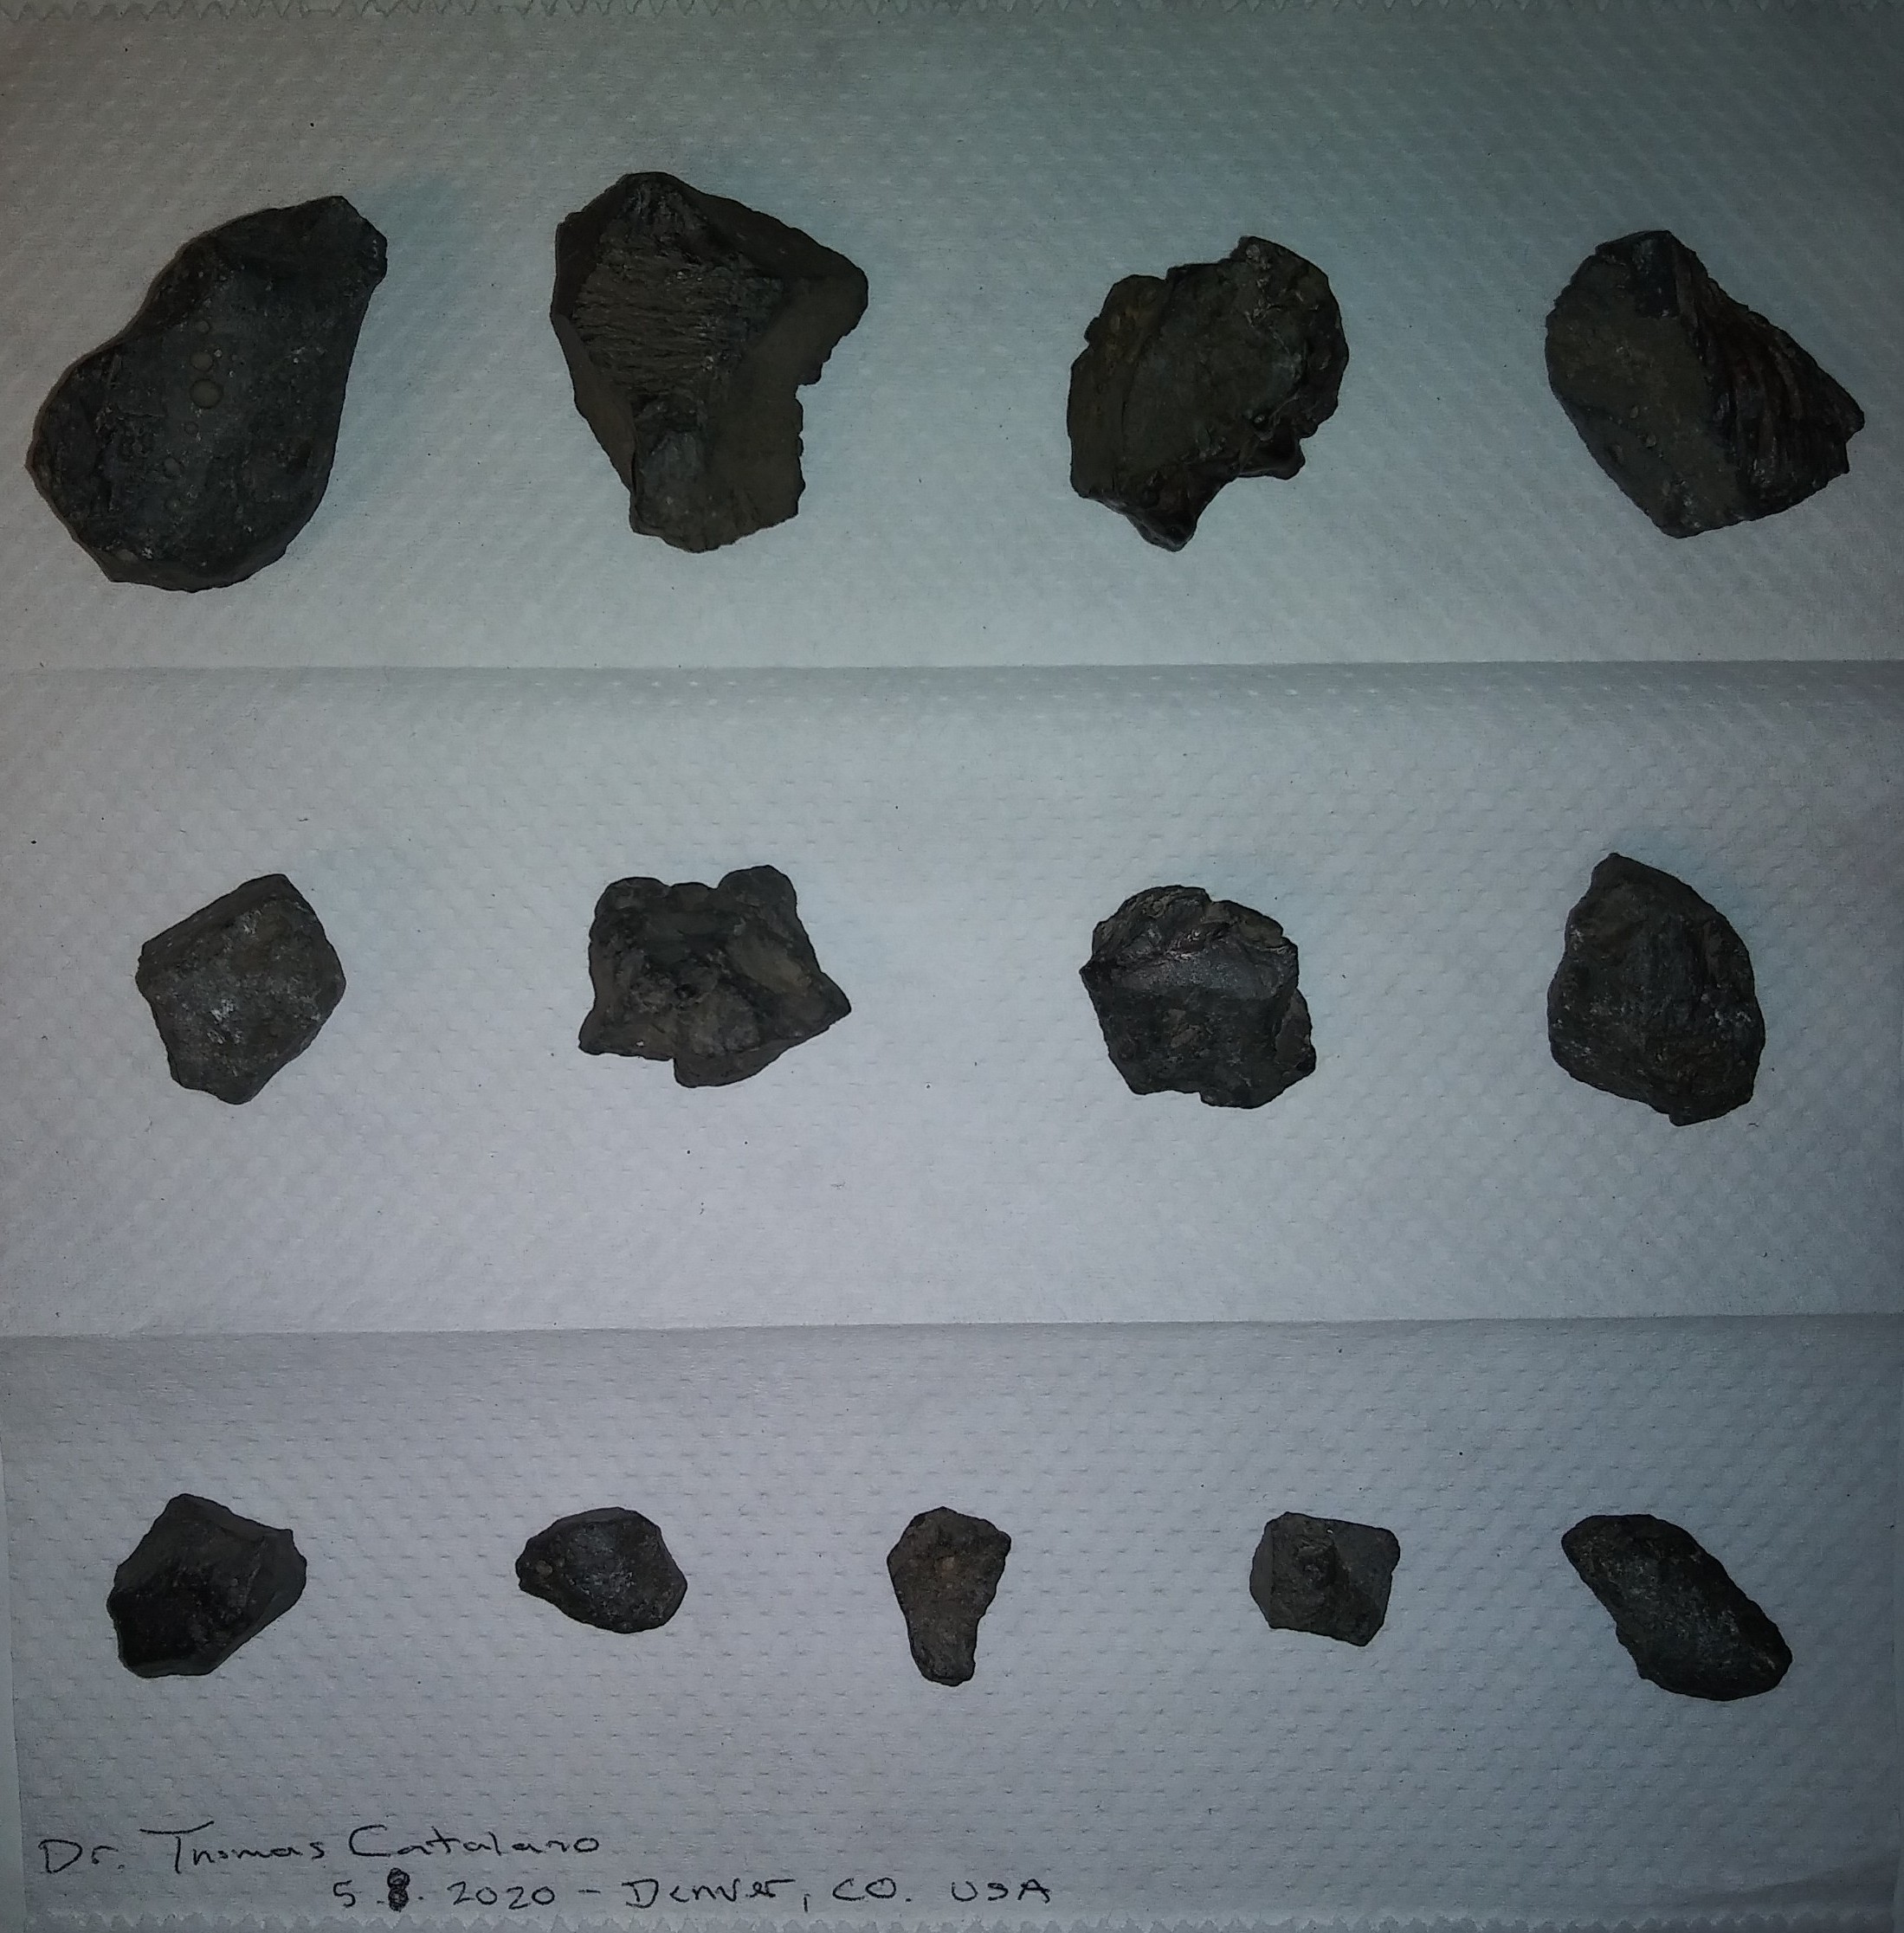 Dr. Thomas Catalano
5.8.2020 - Denver, CO. USA